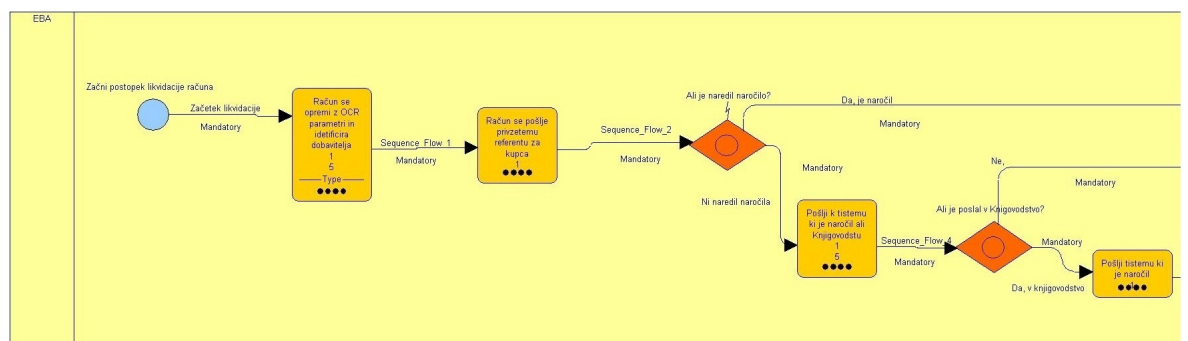 EBA
Začni postopek likvidacije računa
Začetek likvidacije
Mandatory
Račun se
opremi z OCR
parametri in
idetificira
dobavitelja
1
5
Type
Sequence_Flow_1
Mandatory
Račun se pošlje
privzetemu
referentu za
kupca
1
Sequence_Flow_2
Mandatory
Ali je naredil naročilo?
Da, je naročil
Mandatory
Mandatory
Ni naredil naročila
Pošlji k tistemu
ki je naročil ali
Knjigovodstu
1
5
Sequence_Flow_4
Mandatory
Ali je poslal v Knigovodstvo?
Ne,
Mandatory
Mandatory
Da, v knjigovodstvo
Pošlji tistemu ki
je naročil
1